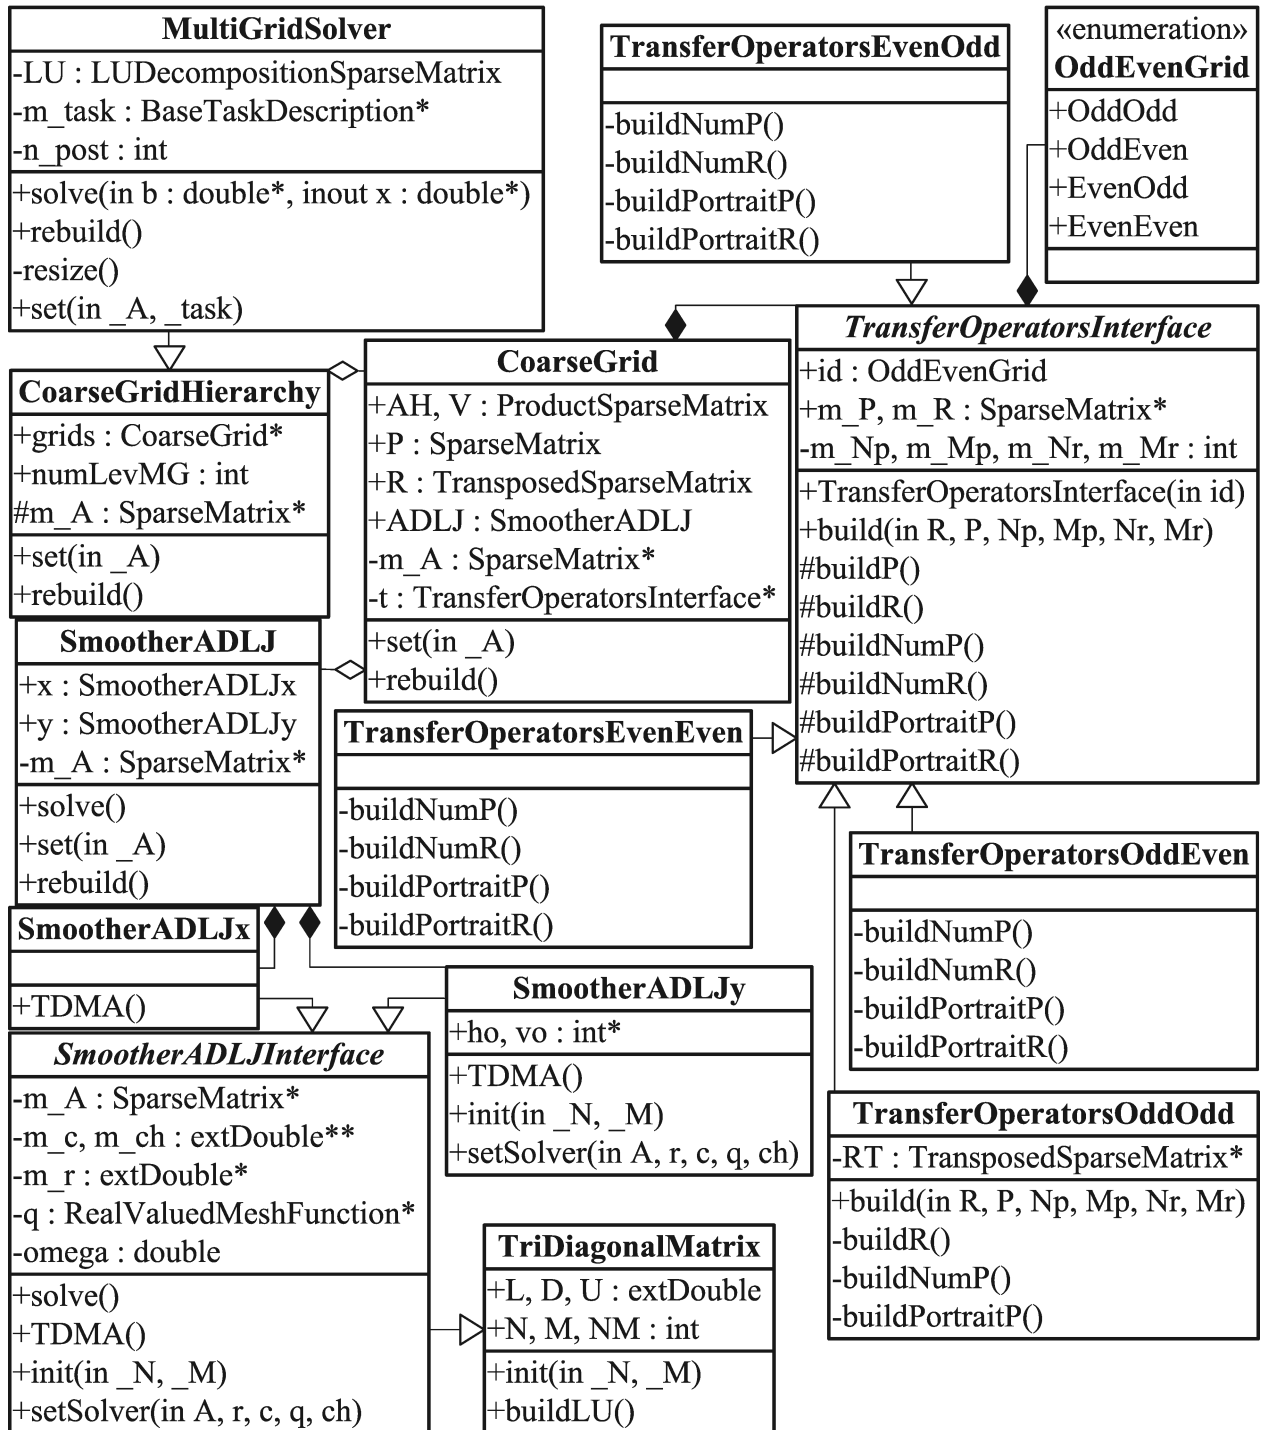 MultiGridSolver
-LU : LUDecompositionSparseMatrix
-m_task : BaseTaskDescription*
-n_post : int
+solve(in b : double*, inout x : double*)
+rebuild()
-resize()
+set(in _A, _task)
TransferOperatorsEvenOdd
-buildNumP()
-buildNumR()
-buildPortraitP()
-buildPortraitR()
«enumeration»
OddEvenGrid
+OddOdd
+OddEven
+EvenOdd
+EvenEven
CoarseGridHierarchy
+grids : CoarseGrid*
+numLevMG : int
#m_A : SparseMatrix*
+set(in _A)
+rebuild()
CoarseGrid
+AH, V : ProductSparseMatrix
+P : SparseMatrix
+R : TransposedSparseMatrix
+ADLJ : SmootherADLJ
-m_A : SparseMatrix*
-t : TransferOperatorsInterface*
+set(in _A)
+rebuild()
TransferOperatorsInterface
+id : OddEvenGrid
+m_P, m_R : SparseMatrix*
-m_Np, m_Mp, m_Nr, m_Mr : int
+TransferOperatorsInterface(in id)
+build(in R, P, Np, Mp, Nr, Mr)
#buildP()
#buildR()
#buildNumP()
#buildNumR()
#buildPortraitP()
#buildPortraitR()
SmootherADLJ
+x : SmootherADLJx
+y : SmootherADLJy
-m_A : SparseMatrix*
+solve()
+set(in _A)
+rebuild()
TransferOperatorsEvenEven
-buildNumP()
-buildNumR()
-buildPortraitP()
-buildPortraitR()
TransferOperatorsOddEven
-buildNumP()
-buildNumR()
-buildPortraitP()
-buildPortraitR()
SmootherADLJx
+TDMA()
SmootherADLJy
+ho, vo : int*
+TDMA()
+init(in _N, _M)
+setSolver(in A, r, c, q, ch)
SmootherADLJInterface
-m_A : SparseMatrix*
-m_c, m_ch : extDouble**
-m_r : extDouble*
-q : RealValuedMeshFunction*
-omega : double
+solve()
+TDMA()
+init(in _N, _M)
+setSolver(in A, r, c, q, ch)
TransferOperatorsOddOdd
-RT : TransposedSparseMatrix*
+build(in R, P, Np, Mp, Nr, Mr)
-buildR()
-buildNumP()
-buildPortraitP()
TriDiagonalMatrix
+L, D, U : extDouble
+N, M, NM : int
+init(in _N, _M)
+buildLU()